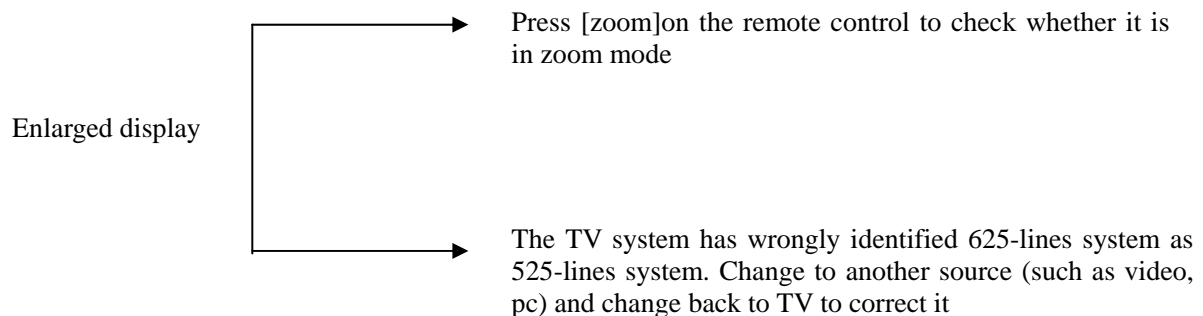 Press [zoom]on the remote control to check whether it is
in zoom mode
Enlarged display
The TV system has wrongly identified 625-lines system as
525-lines system. Change to another source (such as video,
pc) and change back to TV to correct it